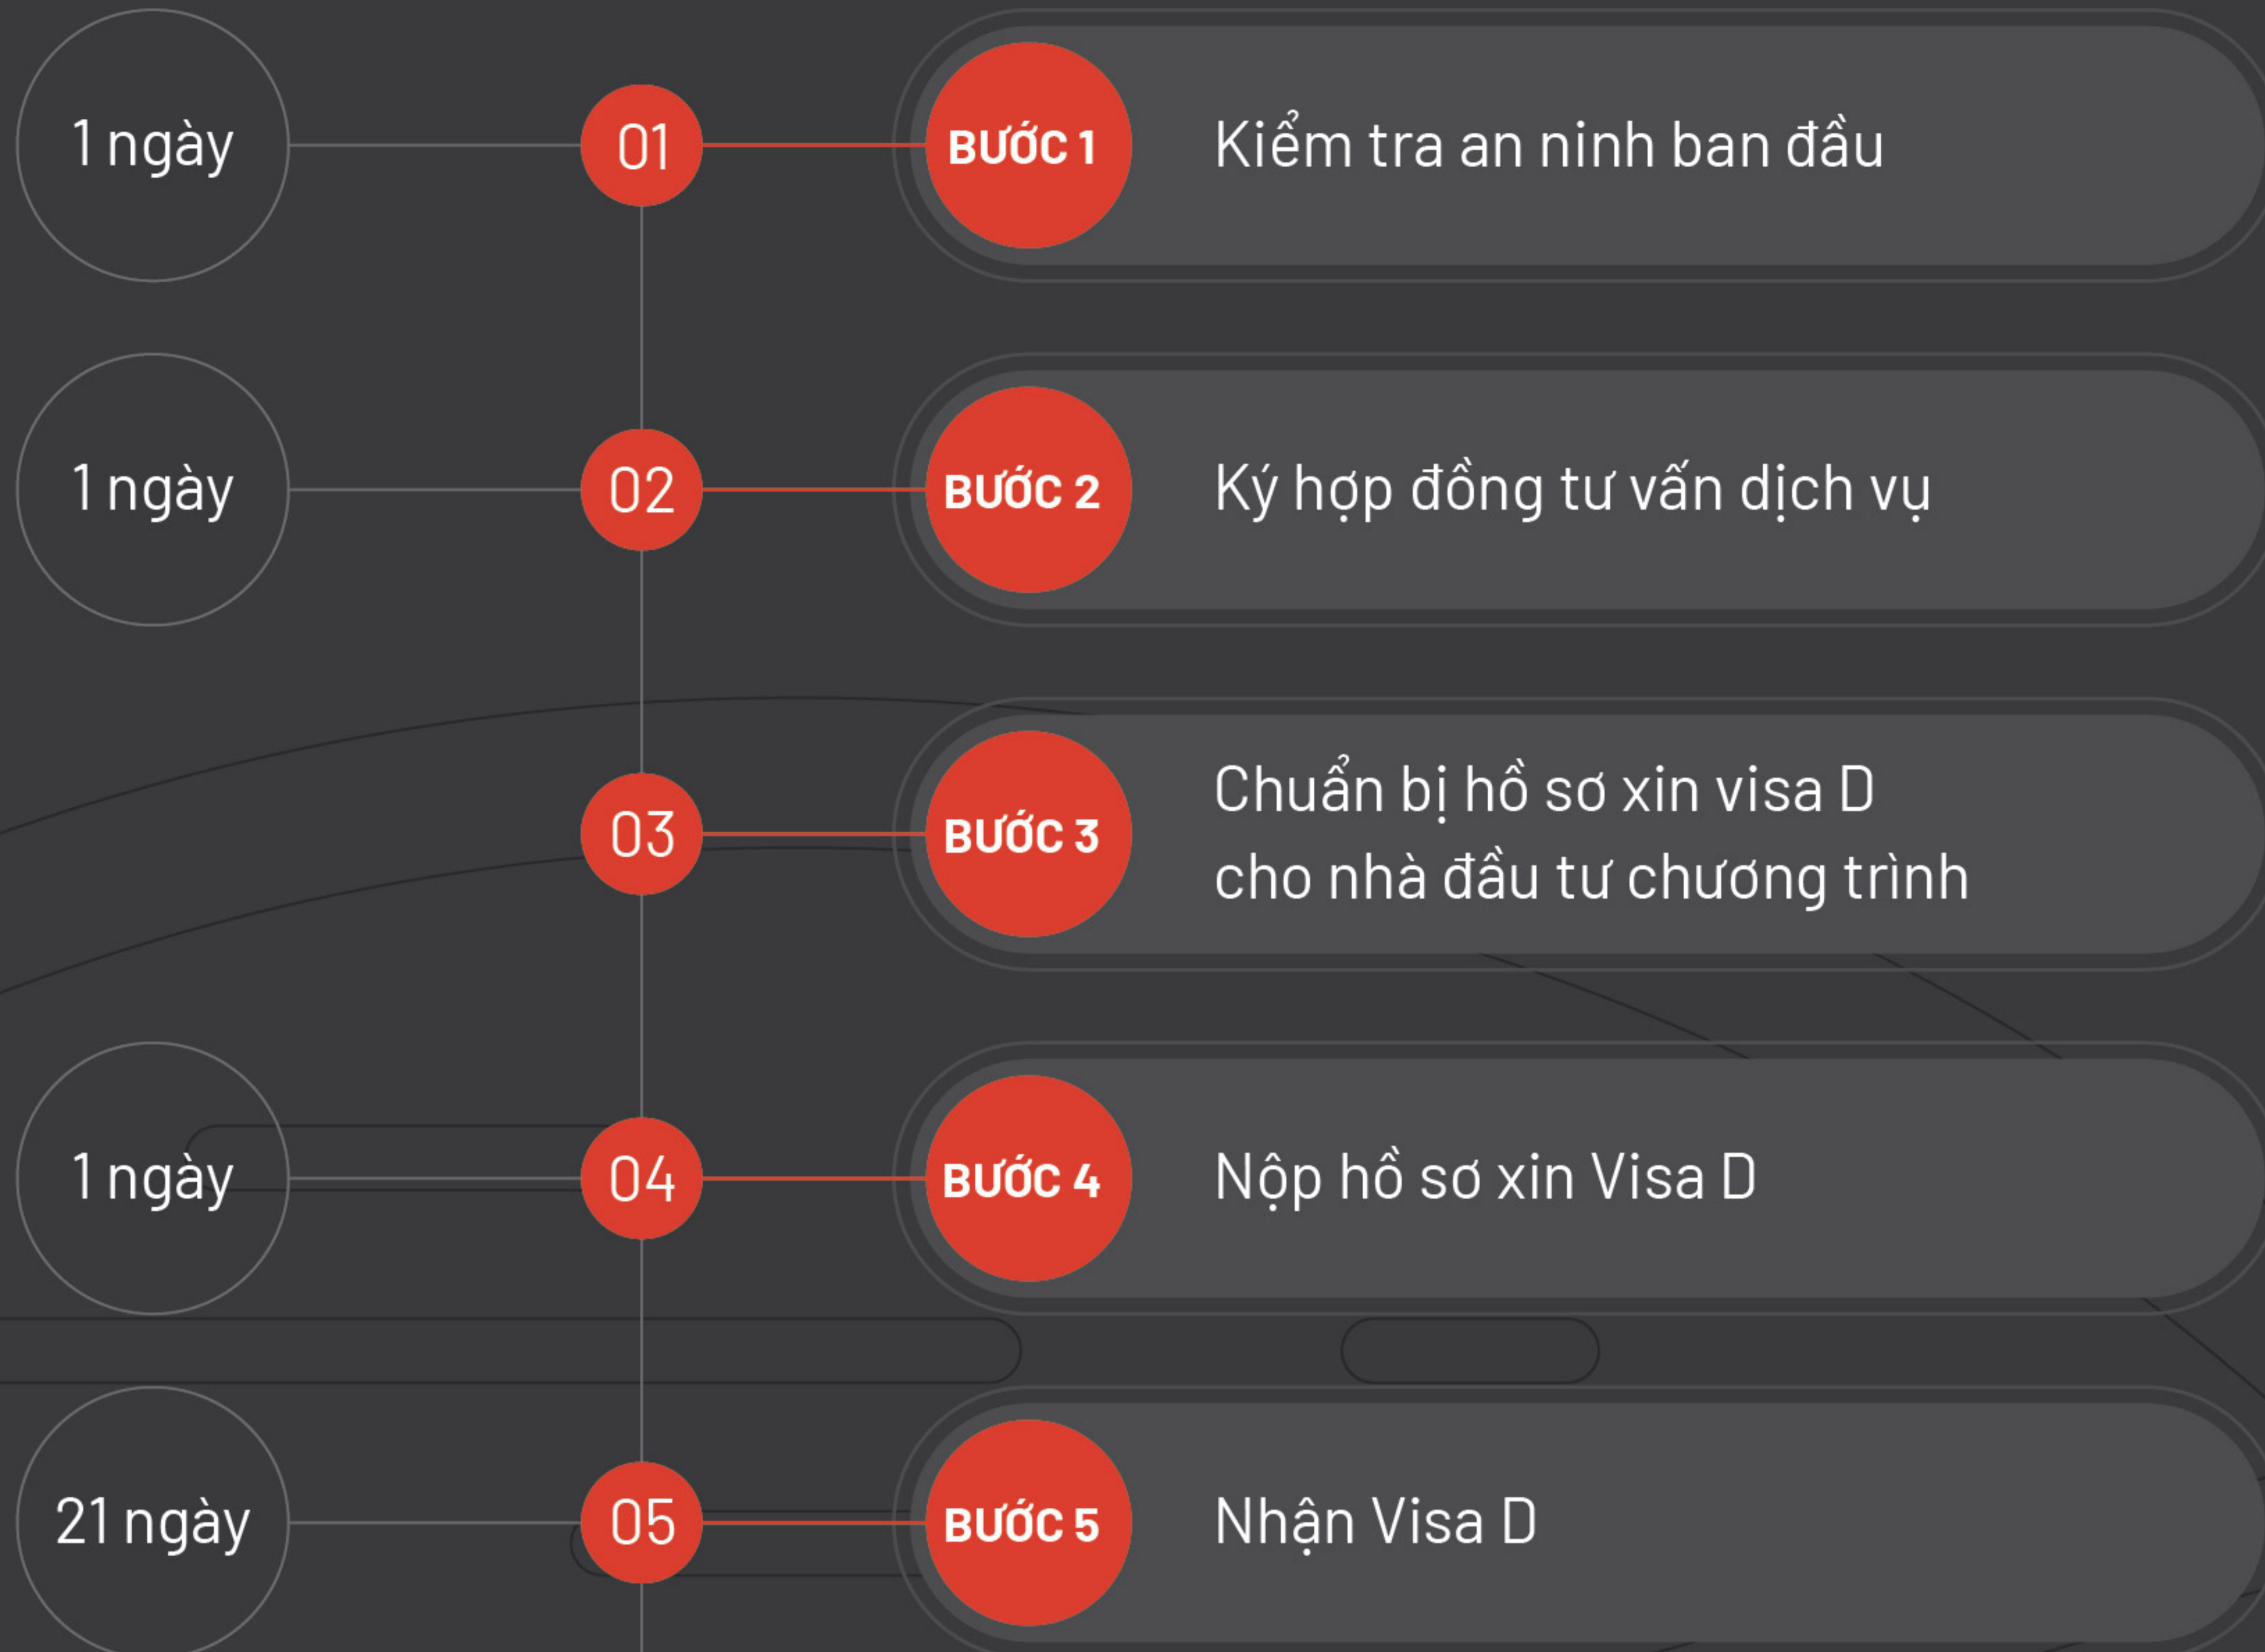 1 ngày
01
BƯỚC 1
Kiểm tra an ninh ban đầu
1 ngày
02
BƯỚC 2
Ký hợp đồng tư vấn dịch vụ
03
BƯỚC 3
Chuẩn bị hồ sơ xin visa D
cho nhà đầu tư chương trình
1 ngày
04
BƯỚC 4
Nộp hồ sơ xin Visa D
21 ngày
05
BƯỚC 5
Nhận Visa D